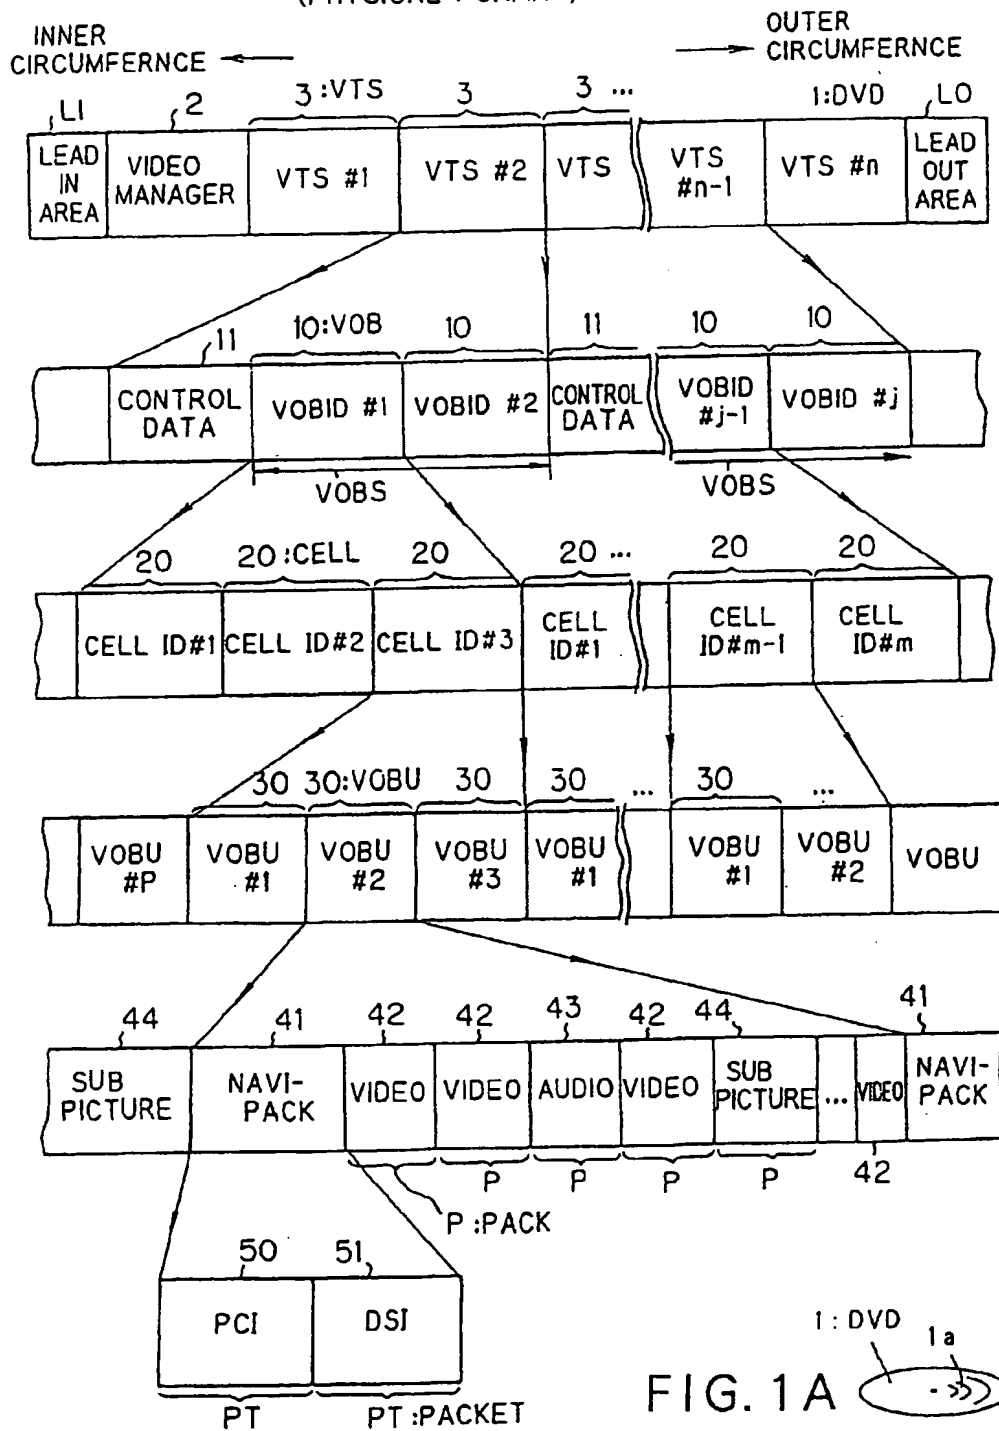 (PHYSICAL FORMAT)
INNER CIRCUMFERNCE
OUTER CIRCUMFERNCE
LI 2 3:VTS 3 3 ... 1:DVD LO
LEAD IN AREA VIDEO MANAGER VTS #1 VTS #2 VTS VTS #n-1 VTS #n LEAD OUT AREA
11 10:VOB 10 11 10 10
CONTROL DATA VOBID #1 VOBID #2 CONTROL DATA VOBID #j-1 VOBID #j
VOBS VOBS
20 20:CELL 20 20 ... 20 20
CELL ID#1 CELL ID#2 CELL ID#3 CELL ID#1 CELL ID#m-1 CELL ID#m
30 30:VOBU 30 30 ... 30 ...
VOBU #P VOBU #1 VOBU #2 VOBU #3 VOBU #1 VOBU #1 VOBU #2 VOBU
44 41 42 42 43 42 44 41
SUB PICTURE NAVI-PACK VIDEO VIDEO AUDIO VIDEO SUB PICTURE ... VIDEO NAVI-PACK
P P P P 42
P:PACK
50 51
PCI DSI
PT PT:PACKET
1:DVD 1a
FIG. 1A